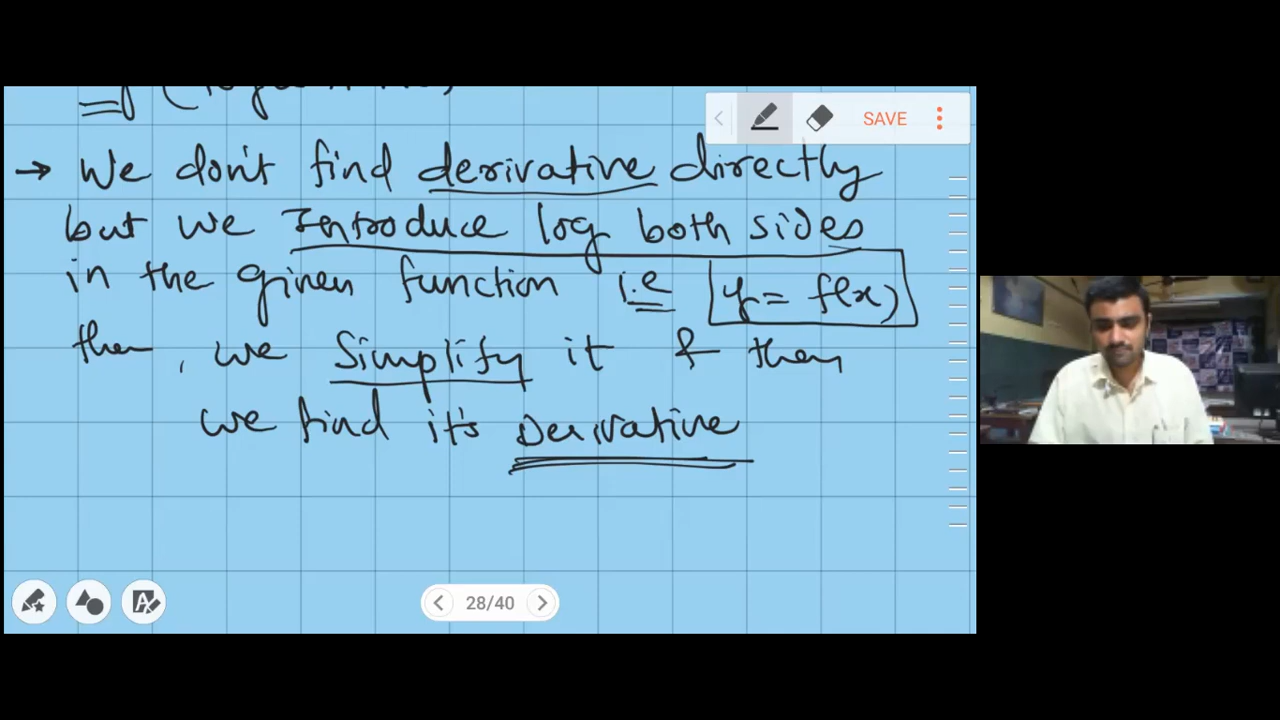 SAVE
→ We don't find derivative directly
but we Introduce log both sides
in the given function i.e y = f(x)
then, we Simplify it & then
we find it's Derivative
28/40